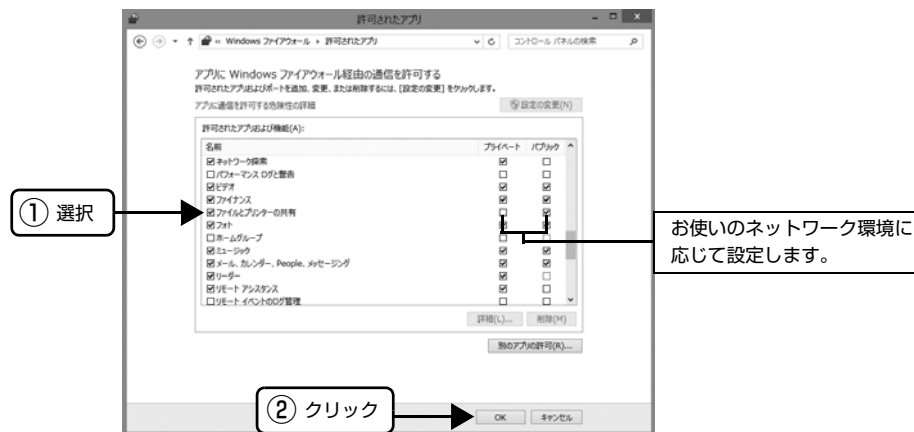 許可されたアプリ
« Windows ファイアウォール › 許可されたアプリ
コントロール パネルの検索
アプリに Windows ファイアウォール経由の通信を許可する
許可されたアプリおよびポートを追加、変更、または削除するには、[設定の変更] をクリックします。
アプリに通信を許可する危険性の詳細
設定の変更(N)
許可されたアプリおよび機能(A):
名前 プライベート パブリック
ネットワーク探索
パフォーマンス ログと警告
ビデオ
ファイナンス
ファイルとプリンターの共有
フォト
ホームグループ
ミュージック
メール、カレンダー、People、メッセージング
リーダー
リモート アシスタンス
リモート イベントのログ管理
詳細(L)... 削除(M)
別のアプリの許可(R)...
OK キャンセル
① 選択
お使いのネットワーク環境に
応じて設定します。
② クリック